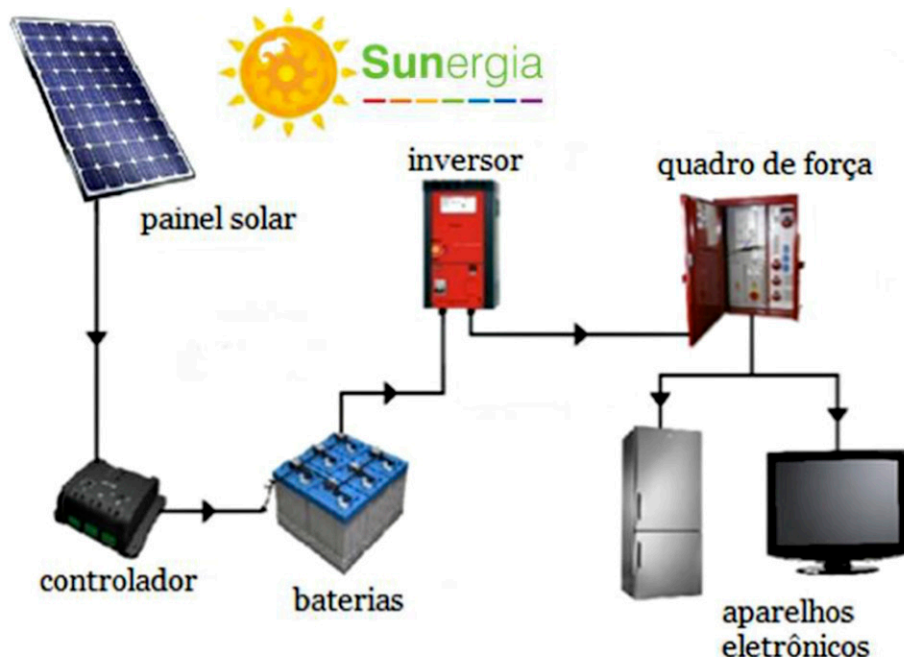 Sunergia
inversor
quadro de força
painel solar
controlador
baterias
aparelhos
eletrônicos